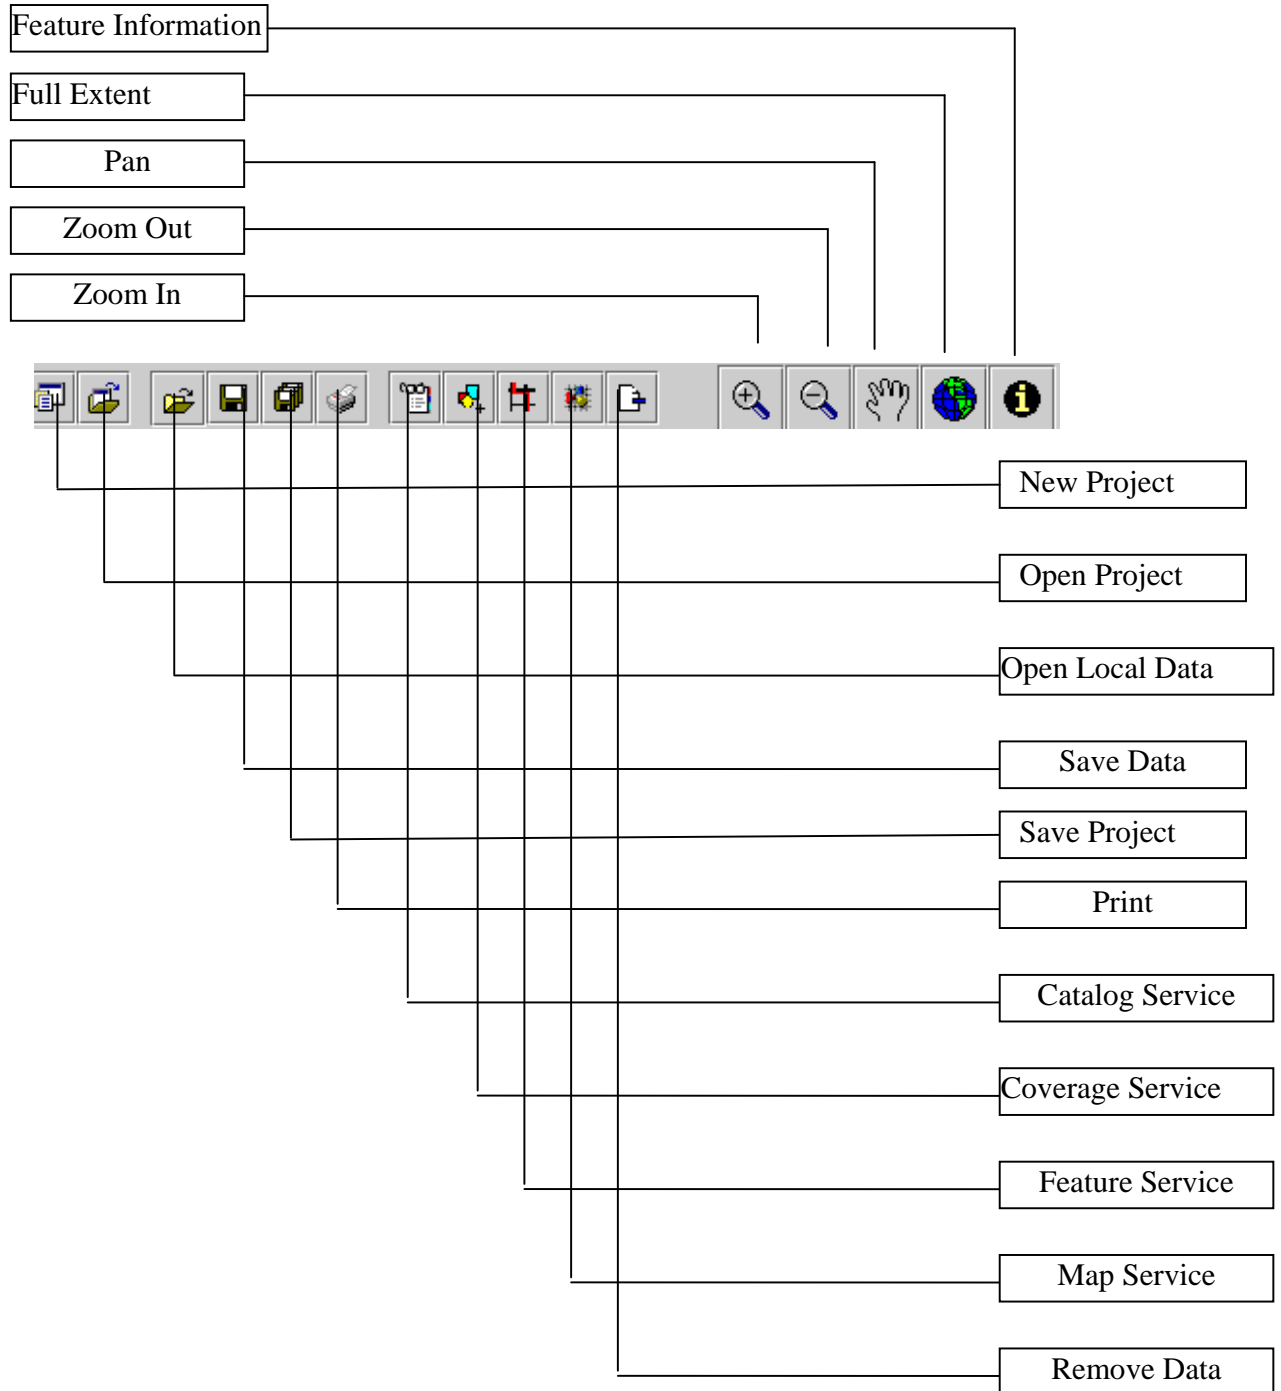 Feature Information
Full Extent
Pan
Zoom Out
Zoom In
New Project
Open Project
Open Local Data
Save Data
Save Project
Print
Catalog Service
Coverage Service
Feature Service
Map Service
Remove Data